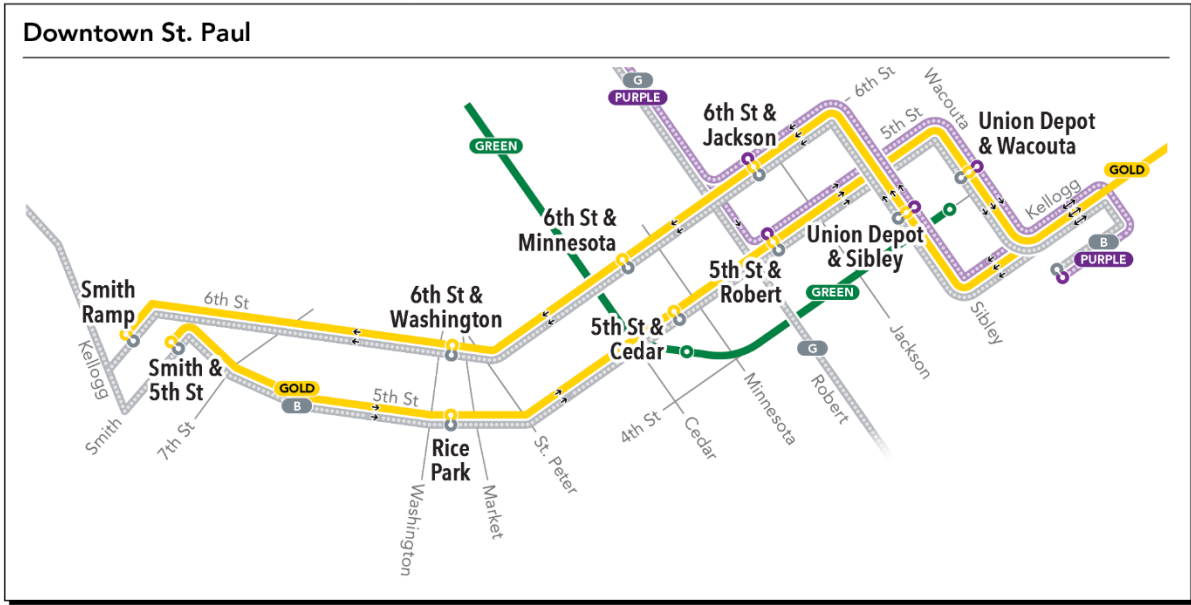 Downtown St. Paul
G
PURPLE
6th St
Wacouta
6th St &
Jackson
5th St
Union Depot
& Wacouta
GREEN
GOLD
Kellogg
6th St &
Minnesota
Union Depot
& Sibley
B
PURPLE
5th St &
Robert
GREEN
Smith
Ramp
6th St
6th St &
Washington
5th St &
Cedar
Sibley
Jackson
G
Kellogg
Smith &
5th St
GOLD
B
5th St
Minnesota
Robert
Smith
7th St
4th St
Cedar
Rice
Park
St. Peter
Washington
Market